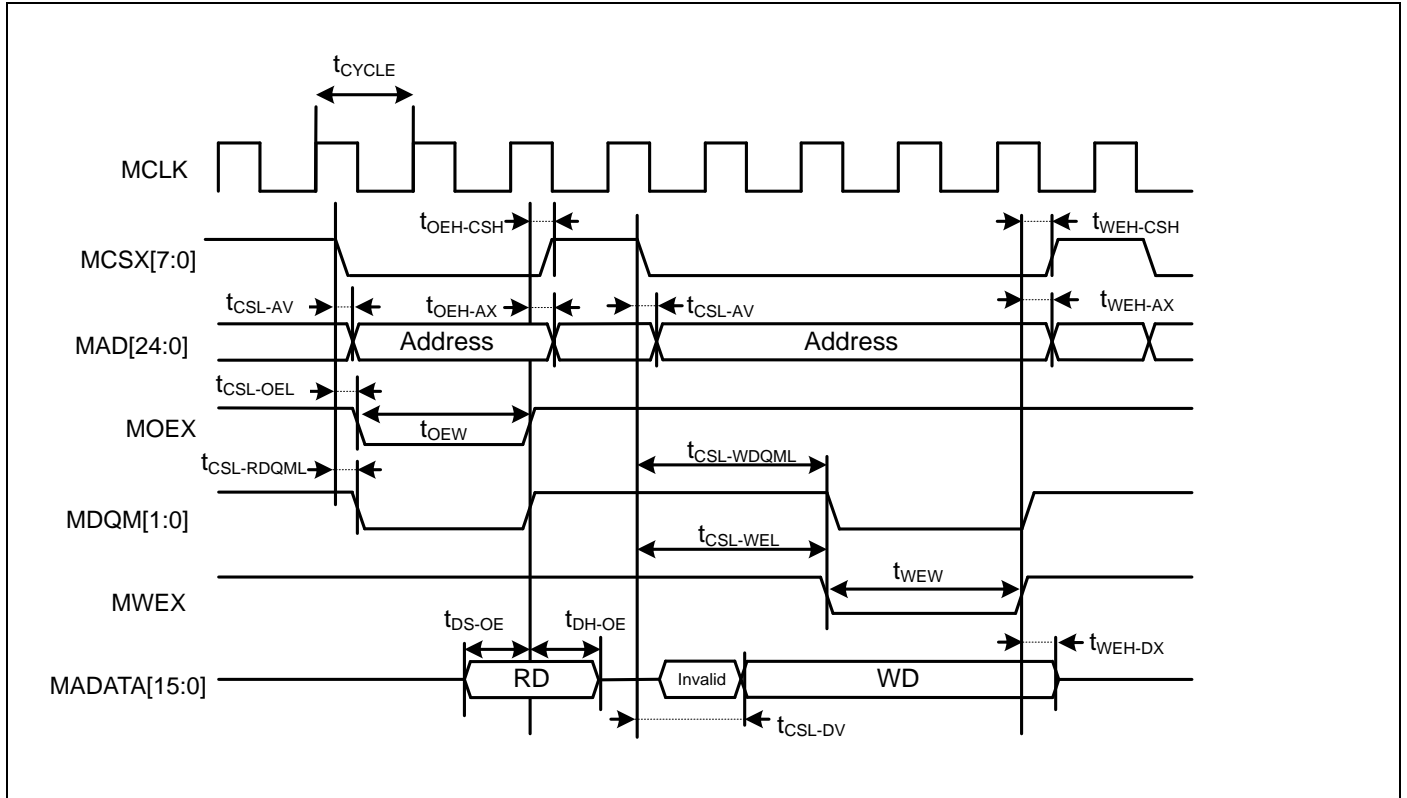 tCYCLE
MCLK
tOEH-CSH
tWEH-CSH
MCSX[7:0]
tCSL-AV
tOEH-AX
tCSL-AV
tWEH-AX
MAD[24:0]
Address
Address
tCSL-OEL
MOEX
tOEW
tCSL-RDQML
tCSL-WDQML
MDQM[1:0]
tCSL-WEL
tWEW
MWEX
tDS-OE
tDH-OE
tWEH-DX
MADATA[15:0]
RD
Invalid
WD
tCSL-DV